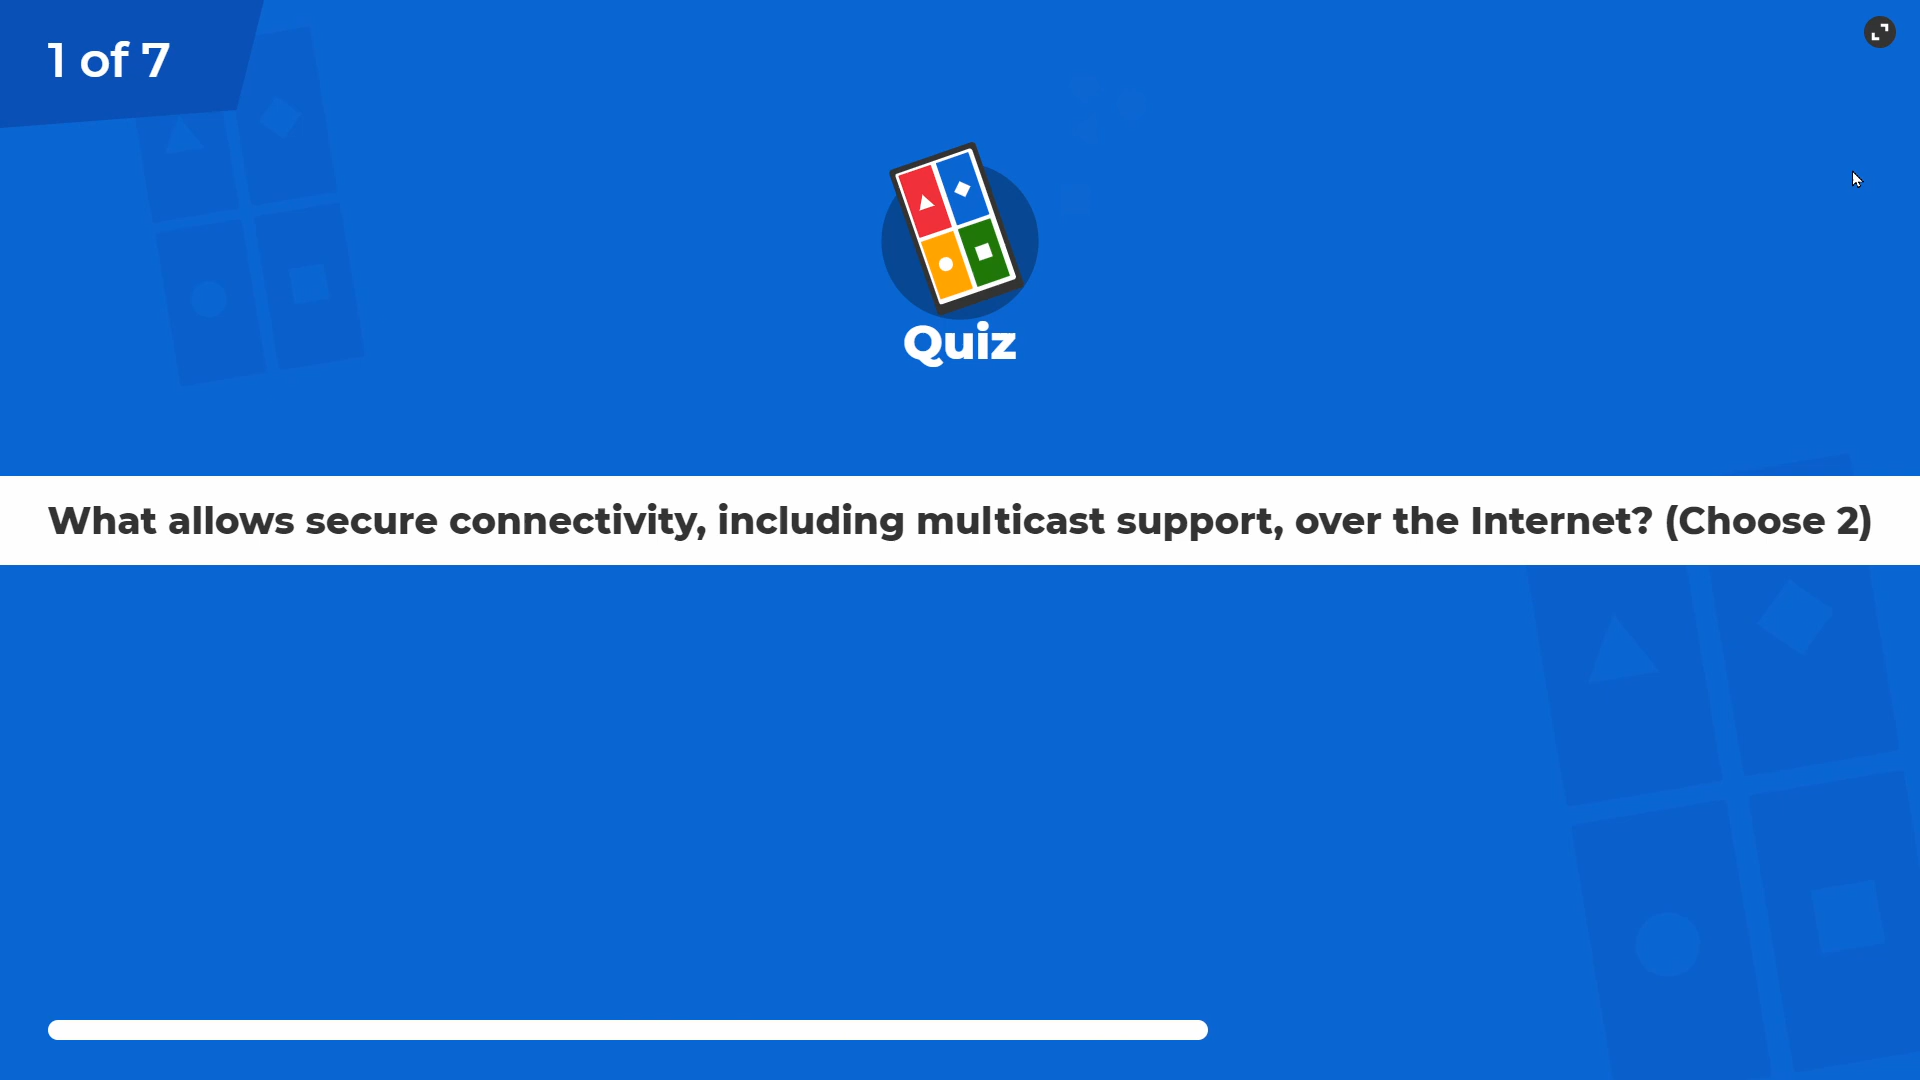 1 of 7
Quiz
What allows secure connectivity, including multicast support, over the Internet? (Choose 2)